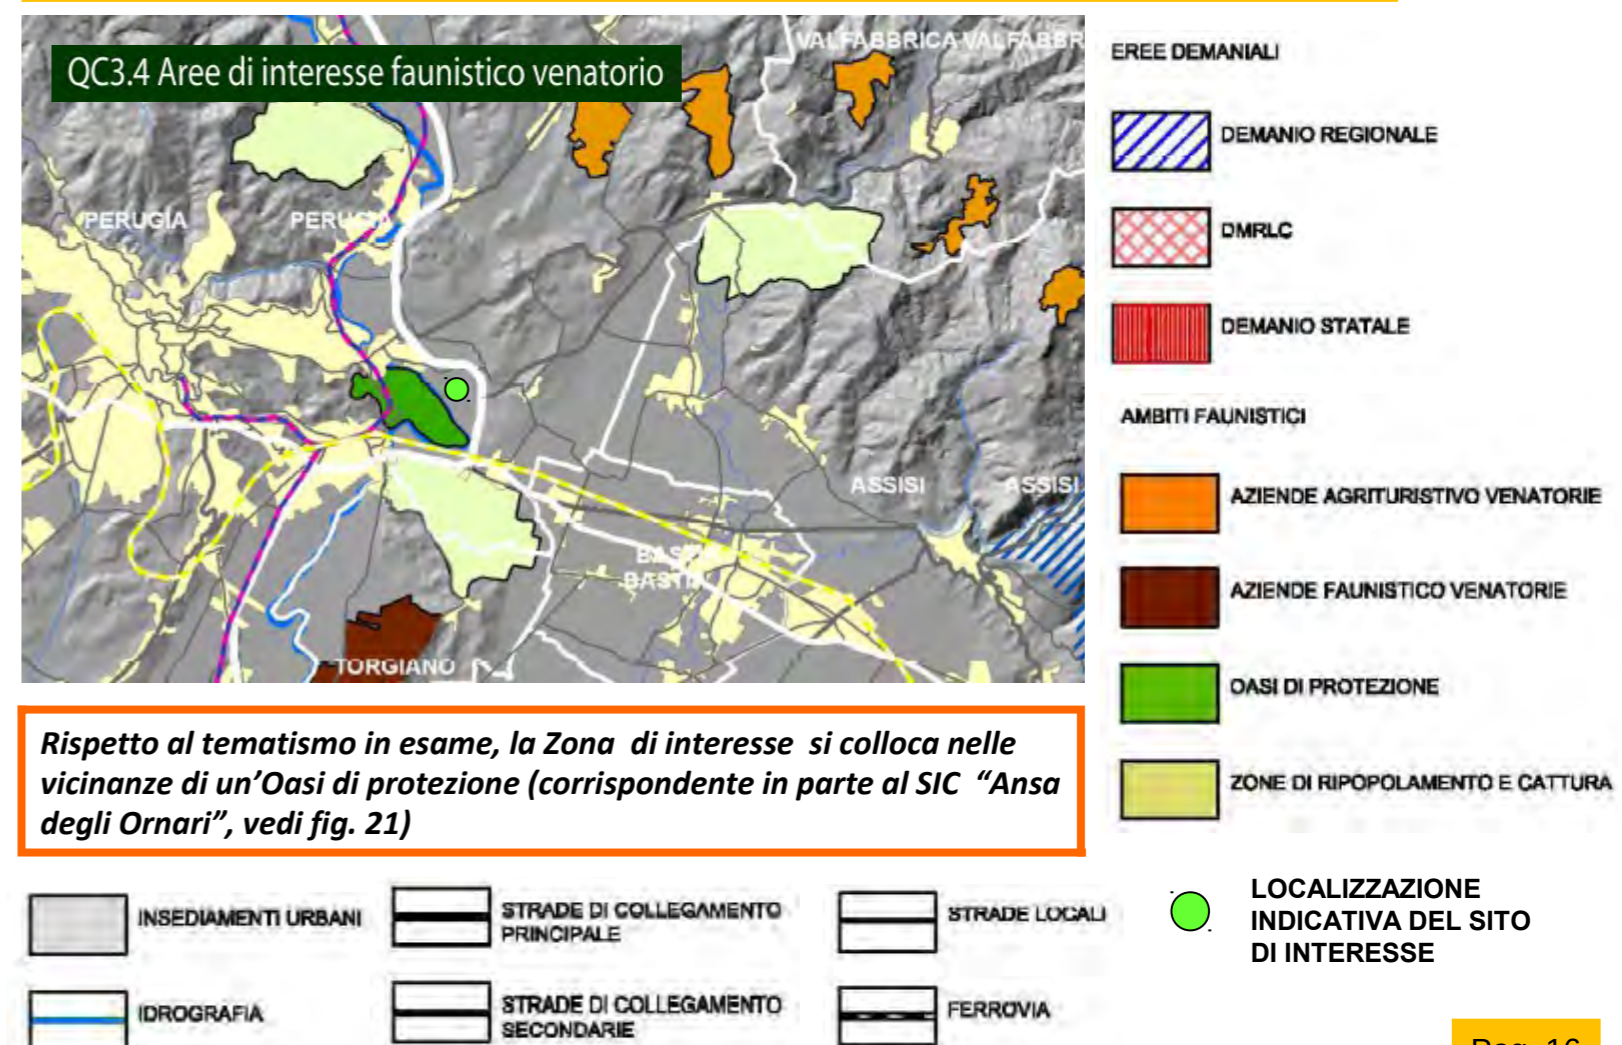 QC3.4 Aree di interesse faunistico venatorio
VALFABBRICA VALFABBR
PERUGIA
PERUGIA
ASSISI
ASSISI
BASTIA
BASTIA
TORGIANO
EREE DEMANIALI
DEMANIO REGIONALE
DMRLC
DEMANIO STATALE
AMBITI FAUNISTICI
AZIENDE AGRITURISTIVO VENATORIE
AZIENDE FAUNISTICO VENATORIE
OASI DI PROTEZIONE
ZONE DI RIPOPOLAMENTO E CATTURA
Rispetto al tematismo in esame, la Zona di interesse si colloca nelle
vicinanze di un’Oasi di protezione (corrispondente in parte al SIC “Ansa
degli Ornari”, vedi fig. 21)
INSEDIAMENTI URBANI
STRADE DI COLLEGAMENTO
PRINCIPALE
STRADE LOCALI
LOCALIZZAZIONE
INDICATIVA DEL SITO
DI INTERESSE
IDROGRAFIA
STRADE DI COLLEGAMENTO
SECONDARIE
FERROVIA
Pag. 16